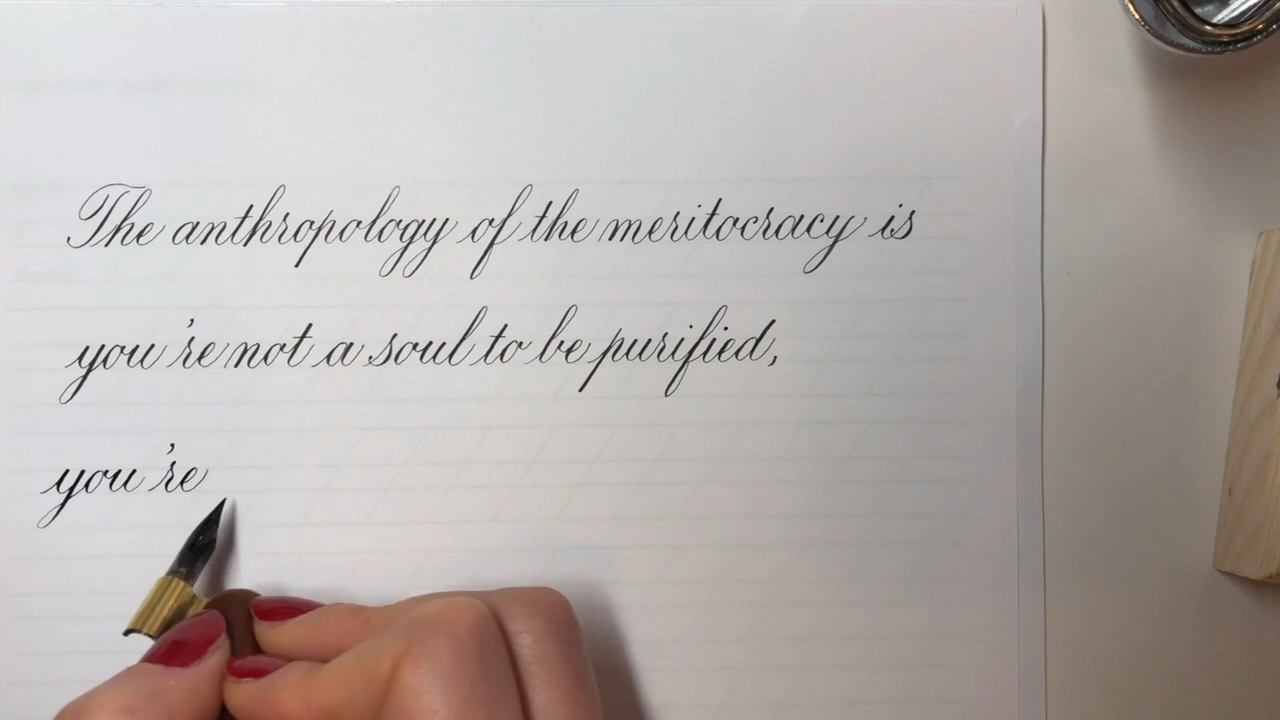 The anthropology of the meritocracy is
you're not a soul to be purified,
you're